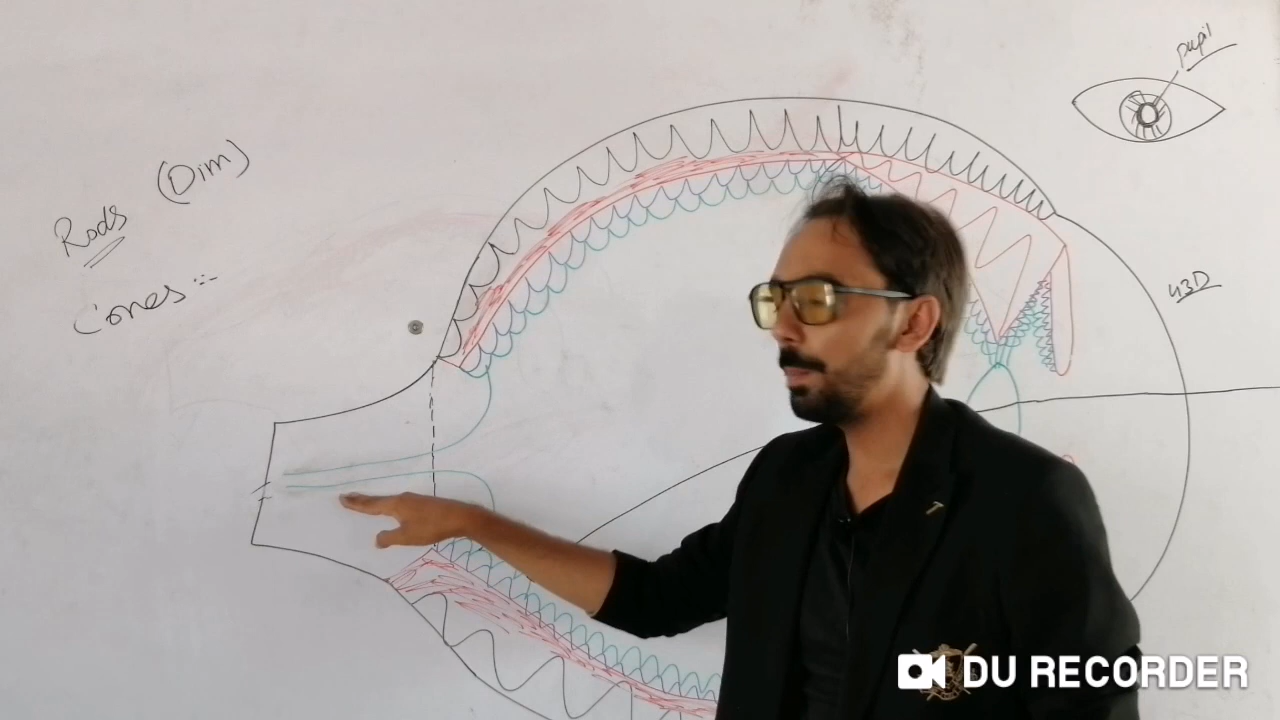 Rods (Dim)
Cones :-
pupil
43D
DU RECORDER